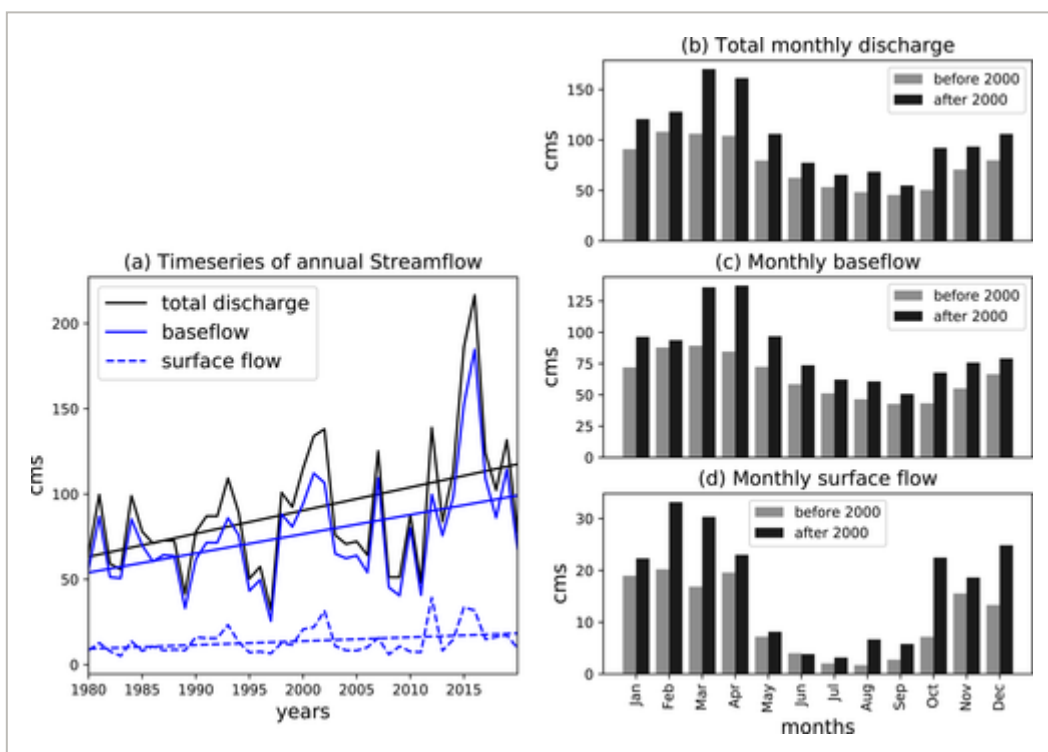 (a) Timeseries of annual Streamflow
total discharge
baseflow
surface flow
cms
200
150
100
50
0
1980 1985 1990 1995 2000 2005 2010 2015
years
(b) Total monthly discharge
before 2000
after 2000
cms
150
100
50
0
(c) Monthly baseflow
before 2000
after 2000
cms
125
100
75
50
25
0
(d) Monthly surface flow
before 2000
after 2000
cms
30
20
10
0
Jan Feb Mar Apr May Jun Jul Aug Sep Oct Nov Dec
months